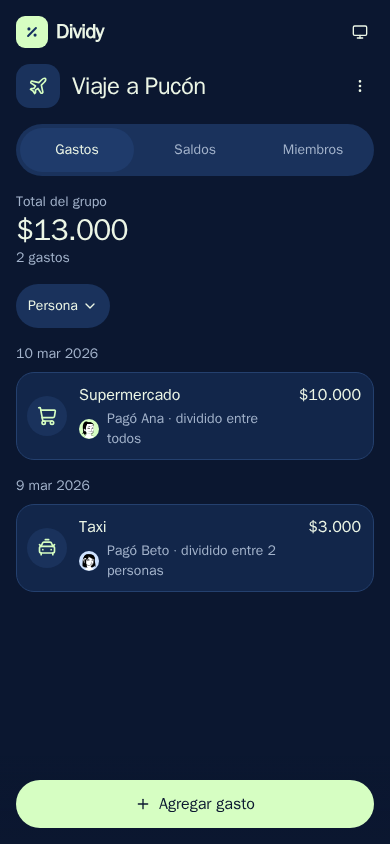 Dividy
Viaje a Pucón
Gastos
Saldos
Miembros
Total del grupo
$13.000
2 gastos
Persona
10 mar 2026
Supermercado
$10.000
Pagó Ana · dividido entre
todos
9 mar 2026
Taxi
$3.000
Pagó Beto · dividido entre 2
personas
Agregar gasto